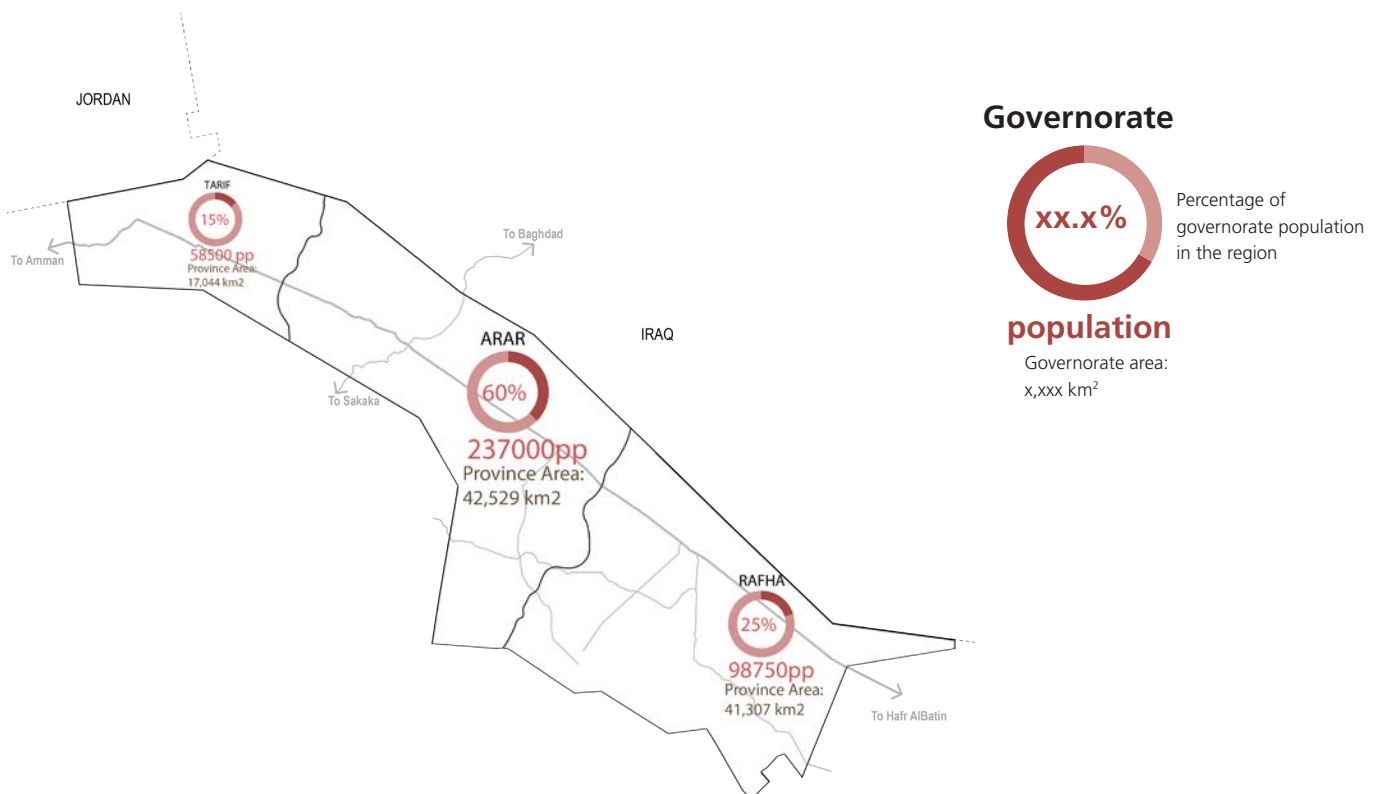 JORDAN
TARIF
15%
58500 pp
Province Area:
17,044 km2
To Amman
To Baghdad
IRAQ
ARAR
60%
237000pp
Province Area:
42,529 km2
To Sakaka
RAFHA
25%
98750pp
Province Area:
41,307 km2
To Hafr AlBatin
Governorate
xx.x%
Percentage of
governorate population
in the region
population
Governorate area:
x,xxx km²